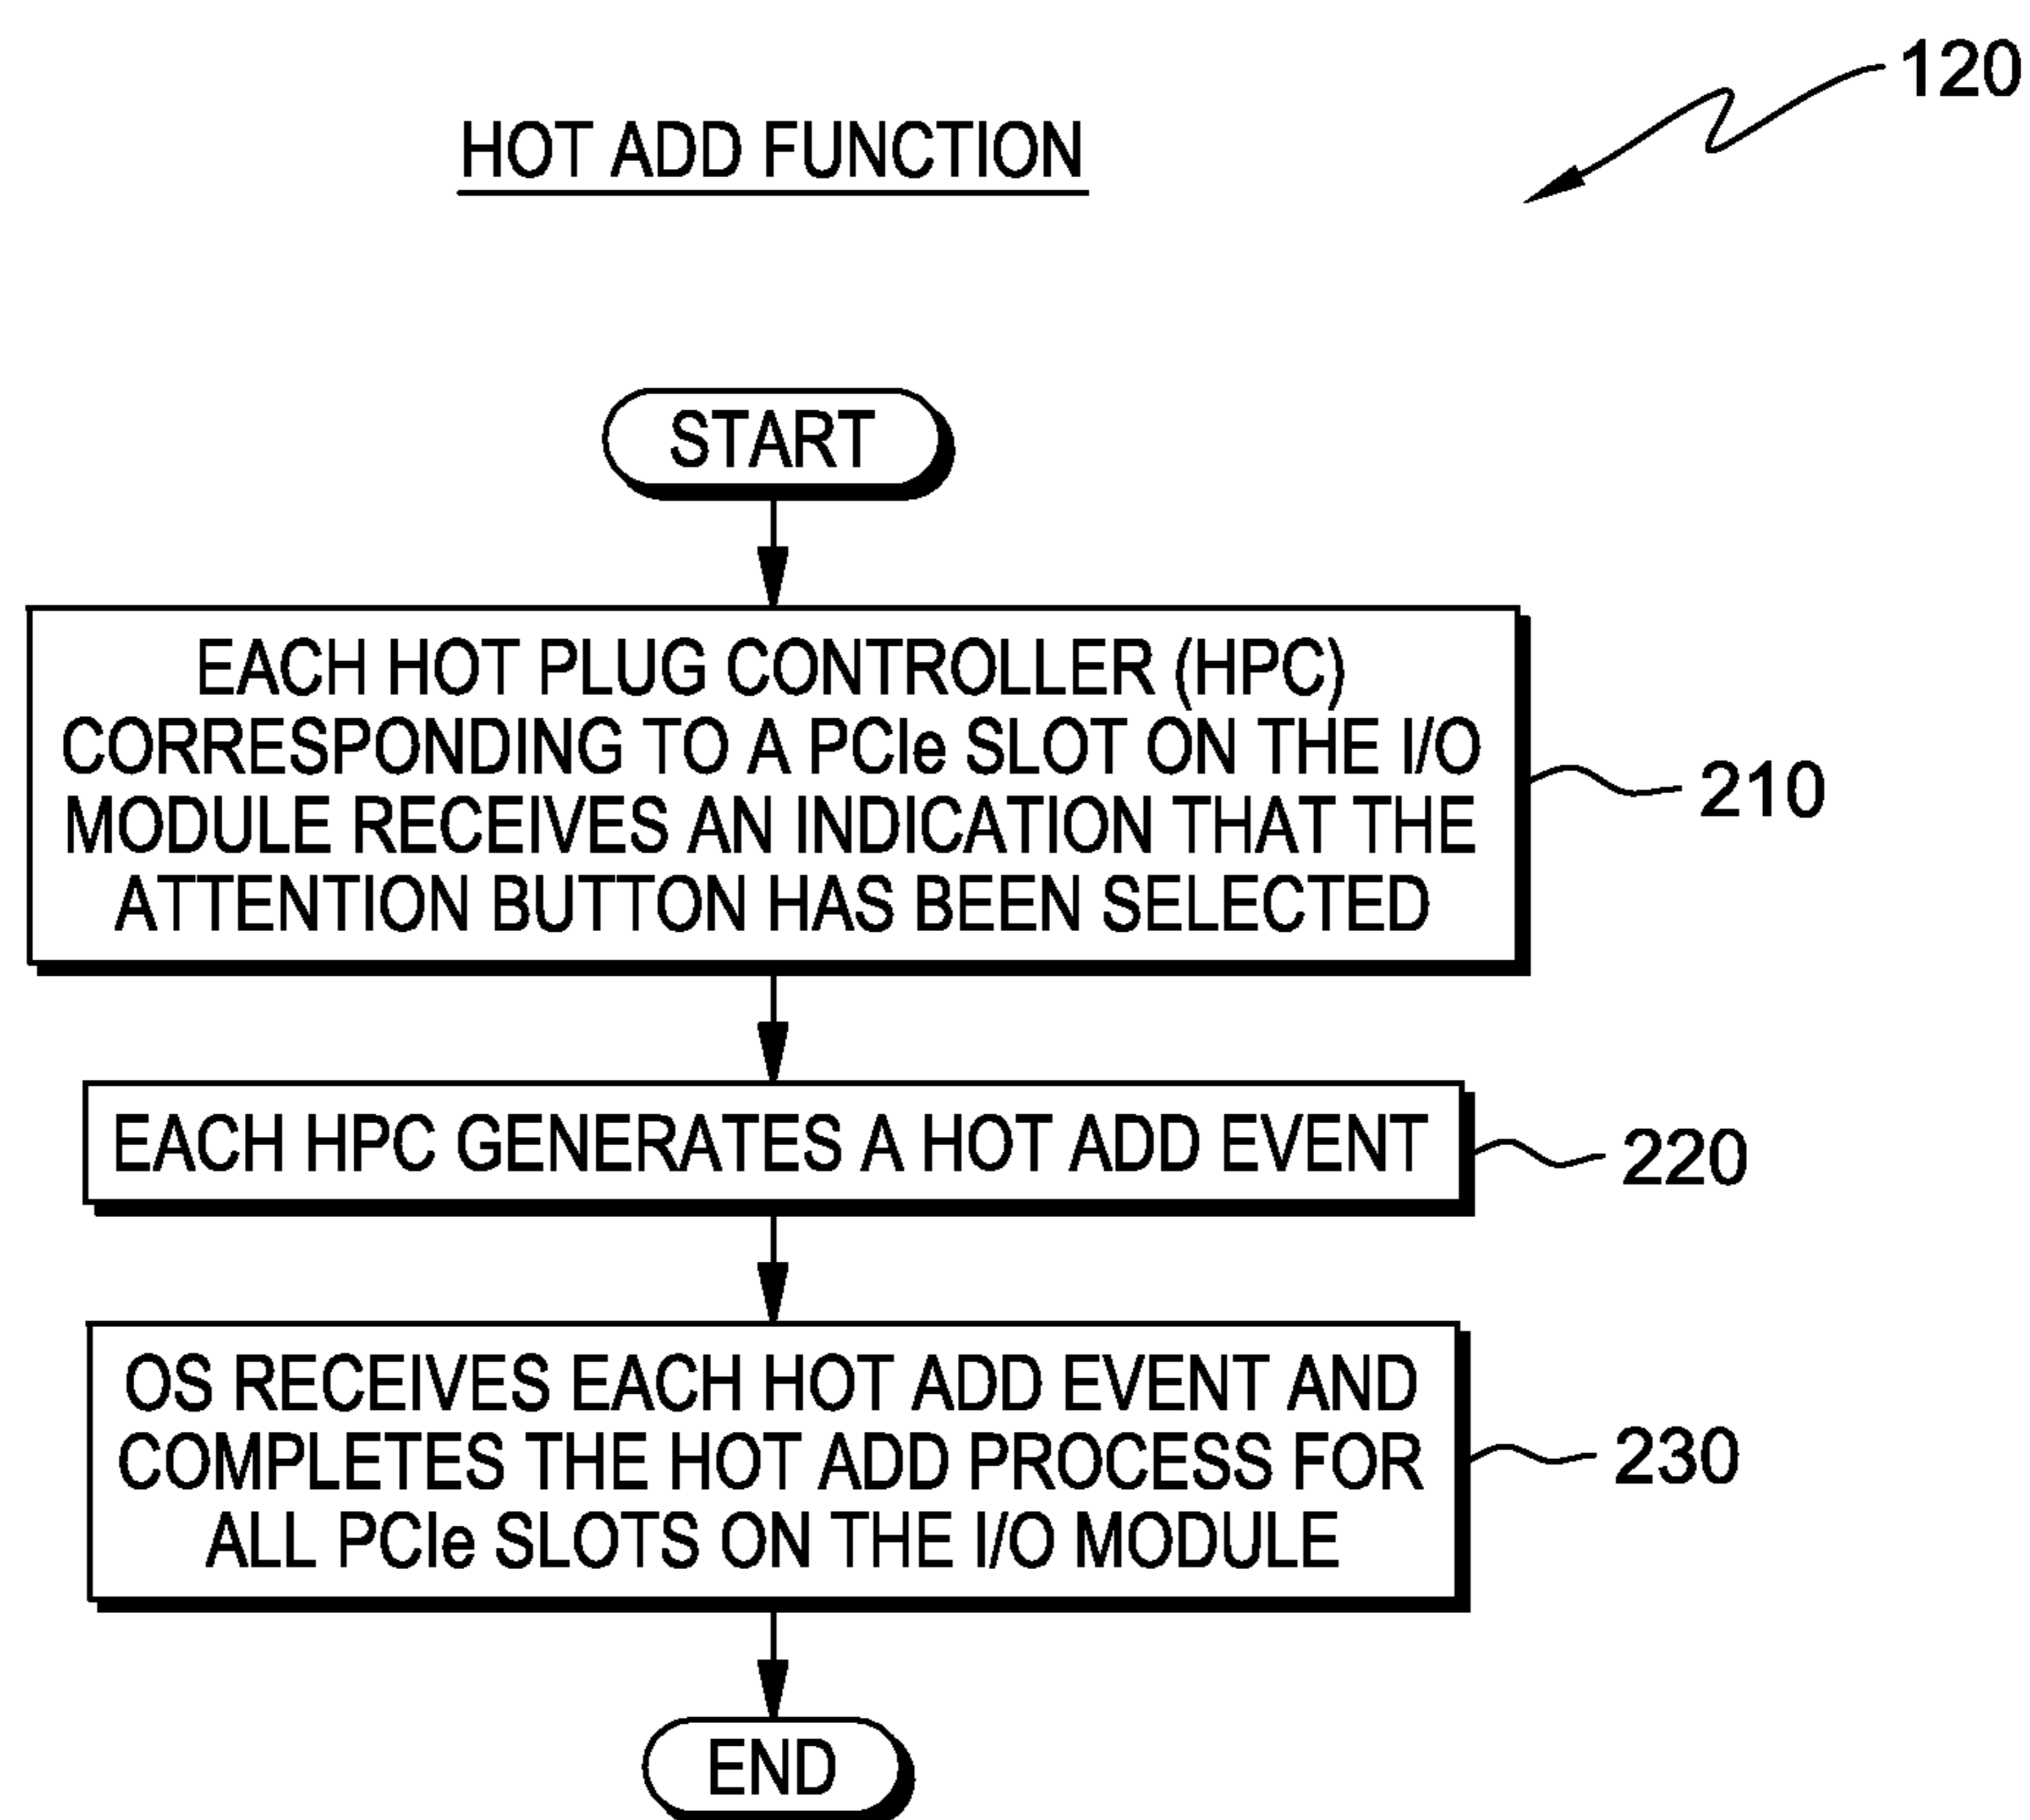 120
HOT ADD FUNCTION
START
EACH HOT PLUG CONTROLLER (HPC)
CORRESPONDING TO A PCIe SLOT ON THE I/O
MODULE RECEIVES AN INDICATION THAT THE
ATTENTION BUTTON HAS BEEN SELECTED
210
EACH HPC GENERATES A HOT ADD EVENT
220
OS RECEIVES EACH HOT ADD EVENT AND
COMPLETES THE HOT ADD PROCESS FOR
ALL PCIe SLOTS ON THE I/O MODULE
230
END